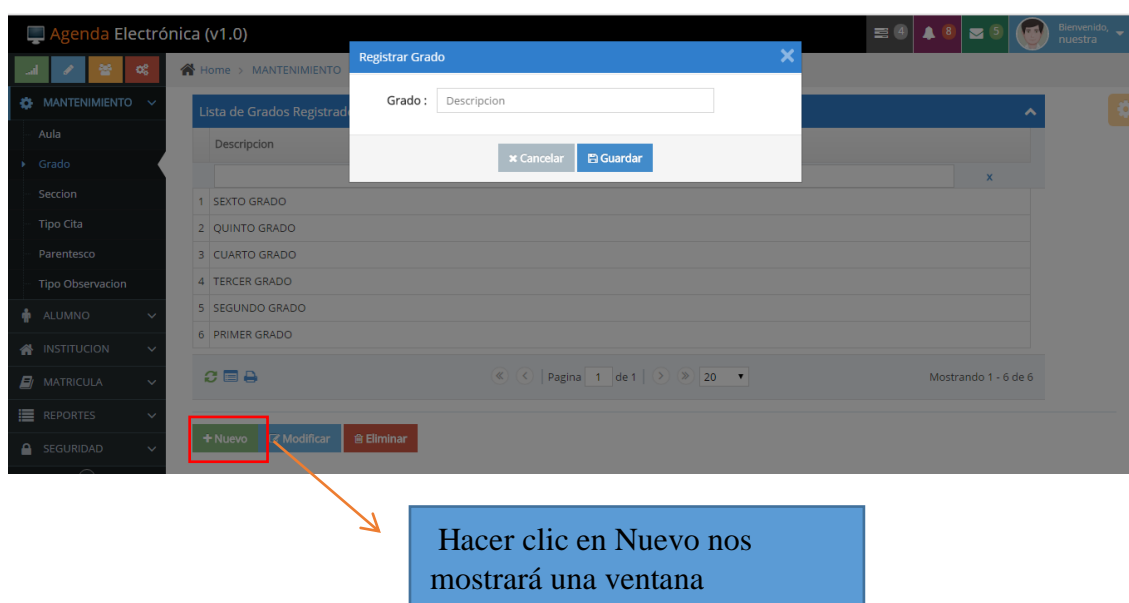 Agenda Electrónica (v1.0)
4
8
5
Bienvenido,
nuestra
Home > MANTENIMIENTO
Registrar Grado
Grado :
Descripcion
Cancelar
Guardar
MANTENIMIENTO
Aula
Grado
Seccion
Tipo Cita
Parentesco
Tipo Observacion
ALUMNO
INSTITUCION
MATRICULA
REPORTES
SEGURIDAD
Lista de Grados Registrado
Descripcion
x
1 SEXTO GRADO
2 QUINTO GRADO
3 CUARTO GRADO
4 TERCER GRADO
5 SEGUNDO GRADO
6 PRIMER GRADO
Pagina 1 de 1 20
Mostrando 1 - 6 de 6
+ Nuevo
Modificar
Eliminar
Hacer clic en Nuevo nos
mostrará una ventana